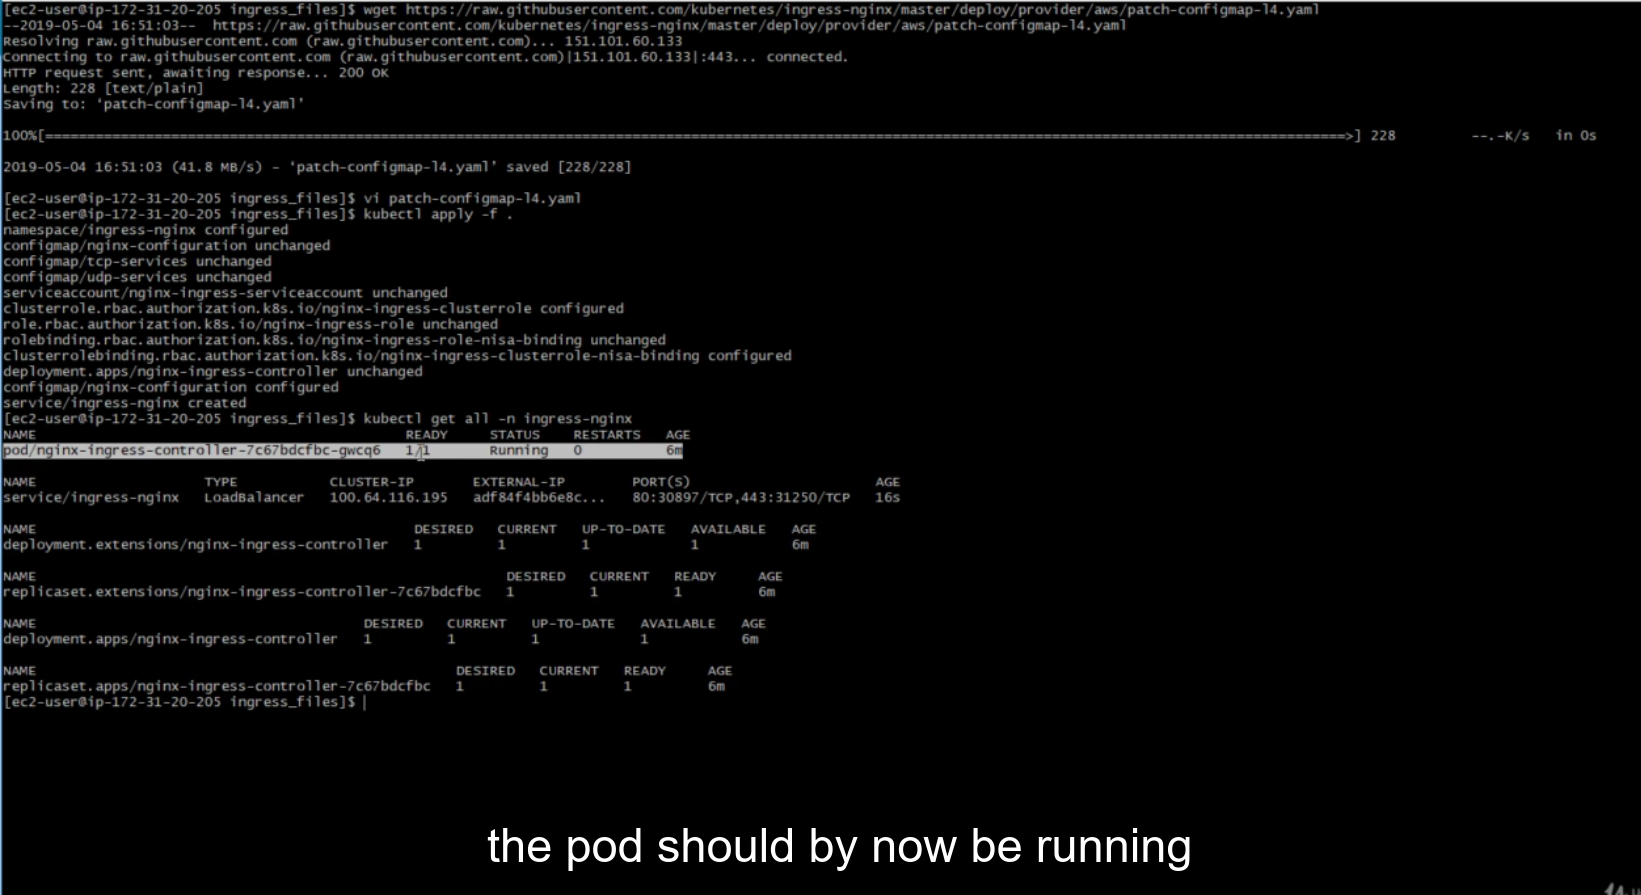 [ec2-user@ip-172-31-20-205 ingress_files]$ wget https://raw.githubusercontent.com/kubernetes/ingress-nginx/master/deploy/provider/aws/patch-configmap-l4.yaml
--2019-05-04 16:51:03--  https://raw.githubusercontent.com/kubernetes/ingress-nginx/master/deploy/provider/aws/patch-configmap-l4.yaml
Resolving raw.githubusercontent.com (raw.githubusercontent.com)... 151.101.60.133
Connecting to raw.githubusercontent.com (raw.githubusercontent.com)|151.101.60.133|:443... connected.
HTTP request sent, awaiting response... 200 OK
Length: 228 [text/plain]
Saving to: 'patch-configmap-l4.yaml'
100%[======================================================================>] 228 --.-K/s in 0s
2019-05-04 16:51:03 (41.8 MB/s) - 'patch-configmap-l4.yaml' saved [228/228]
[ec2-user@ip-172-31-20-205 ingress_files]$ vi patch-configmap-l4.yaml
[ec2-user@ip-172-31-20-205 ingress_files]$ kubectl apply -f .
namespace/ingress-nginx configured
configmap/nginx-configuration unchanged
configmap/tcp-services unchanged
configmap/udp-services unchanged
serviceaccount/nginx-ingress-serviceaccount unchanged
clusterrole.rbac.authorization.k8s.io/nginx-ingress-clusterrole configured
role.rbac.authorization.k8s.io/nginx-ingress-role unchanged
rolebinding.rbac.authorization.k8s.io/nginx-ingress-role-nisa-binding unchanged
clusterrolebinding.rbac.authorization.k8s.io/nginx-ingress-clusterrole-nisa-binding configured
deployment.apps/nginx-ingress-controller unchanged
configmap/nginx-configuration configured
service/ingress-nginx created
[ec2-user@ip-172-31-20-205 ingress_files]$ kubectl get all -n ingress-nginx
NAME READY STATUS RESTARTS AGE
pod/nginx-ingress-controller-7c67bdcfbc-gwcq6 1/1 Running 0 6m
NAME TYPE CLUSTER-IP EXTERNAL-IP PORT(S) AGE
service/ingress-nginx LoadBalancer 100.64.116.195 adf84f4bb6e8c... 80:30897/TCP,443:31250/TCP 16s
NAME DESIRED CURRENT UP-TO-DATE AVAILABLE AGE
deployment.extensions/nginx-ingress-controller 1 1 1 1 6m
NAME DESIRED CURRENT READY AGE
replicaset.extensions/nginx-ingress-controller-7c67bdcfbc 1 1 1 6m
NAME DESIRED CURRENT UP-TO-DATE AVAILABLE AGE
deployment.apps/nginx-ingress-controller 1 1 1 1 6m
NAME DESIRED CURRENT READY AGE
replicaset.apps/nginx-ingress-controller-7c67bdcfbc 1 1 1 6m
[ec2-user@ip-172-31-20-205 ingress_files]$
the pod should by now be running